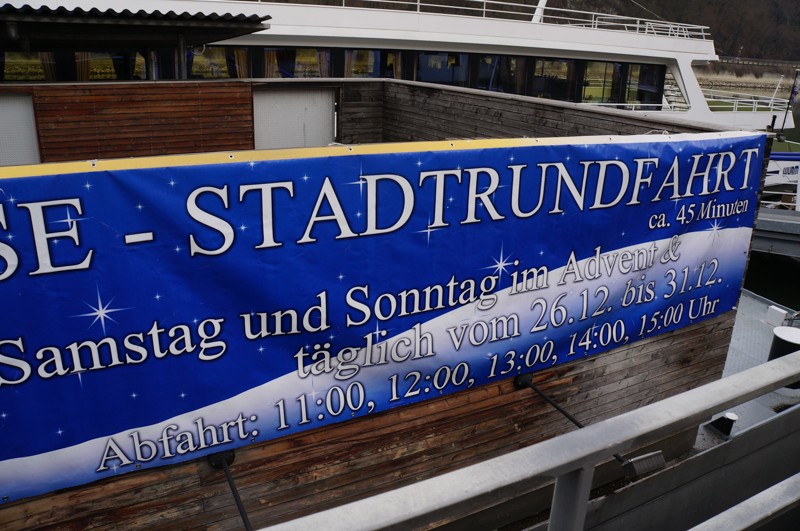 SE - STADTRUNDFAHRT
ca. 45 Minuten
Samstag und Sonntag im Advent &
täglich vom 26.12. bis 31.12.
Abfahrt: 11:00, 12:00, 13:00, 14:00, 15:00 Uhr
WURM